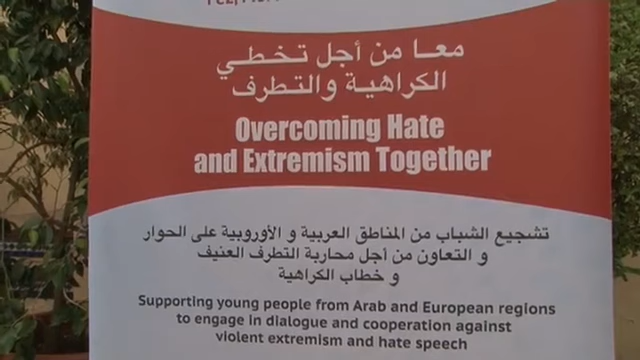 معا من أجل تخطي
الكراهية والتطرف
Overcoming Hate
and Extremism Together
تشجيع الشباب من المناطق العربية و الأوروبية على الحوار
و التعاون من أجل محاربة التطرف العنيف
و خطاب الكراهية
Supporting young people from Arab and European regions
to engage in dialogue and cooperation against
violent extremism and hate speech